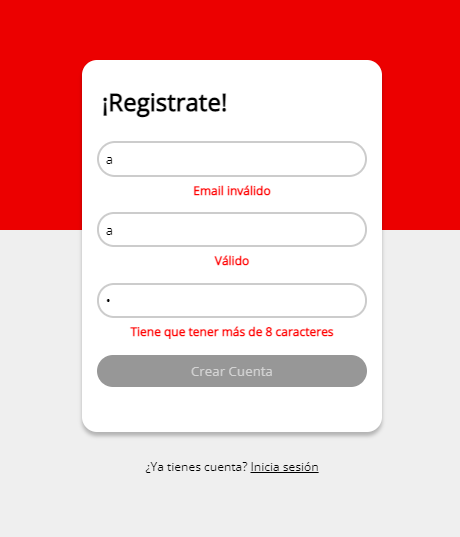 ¡Registrate!
a
Email inválido
a
Válido
•
Tiene que tener más de 8 caracteres
Crear Cuenta
¿Ya tienes cuenta? Inicia sesión